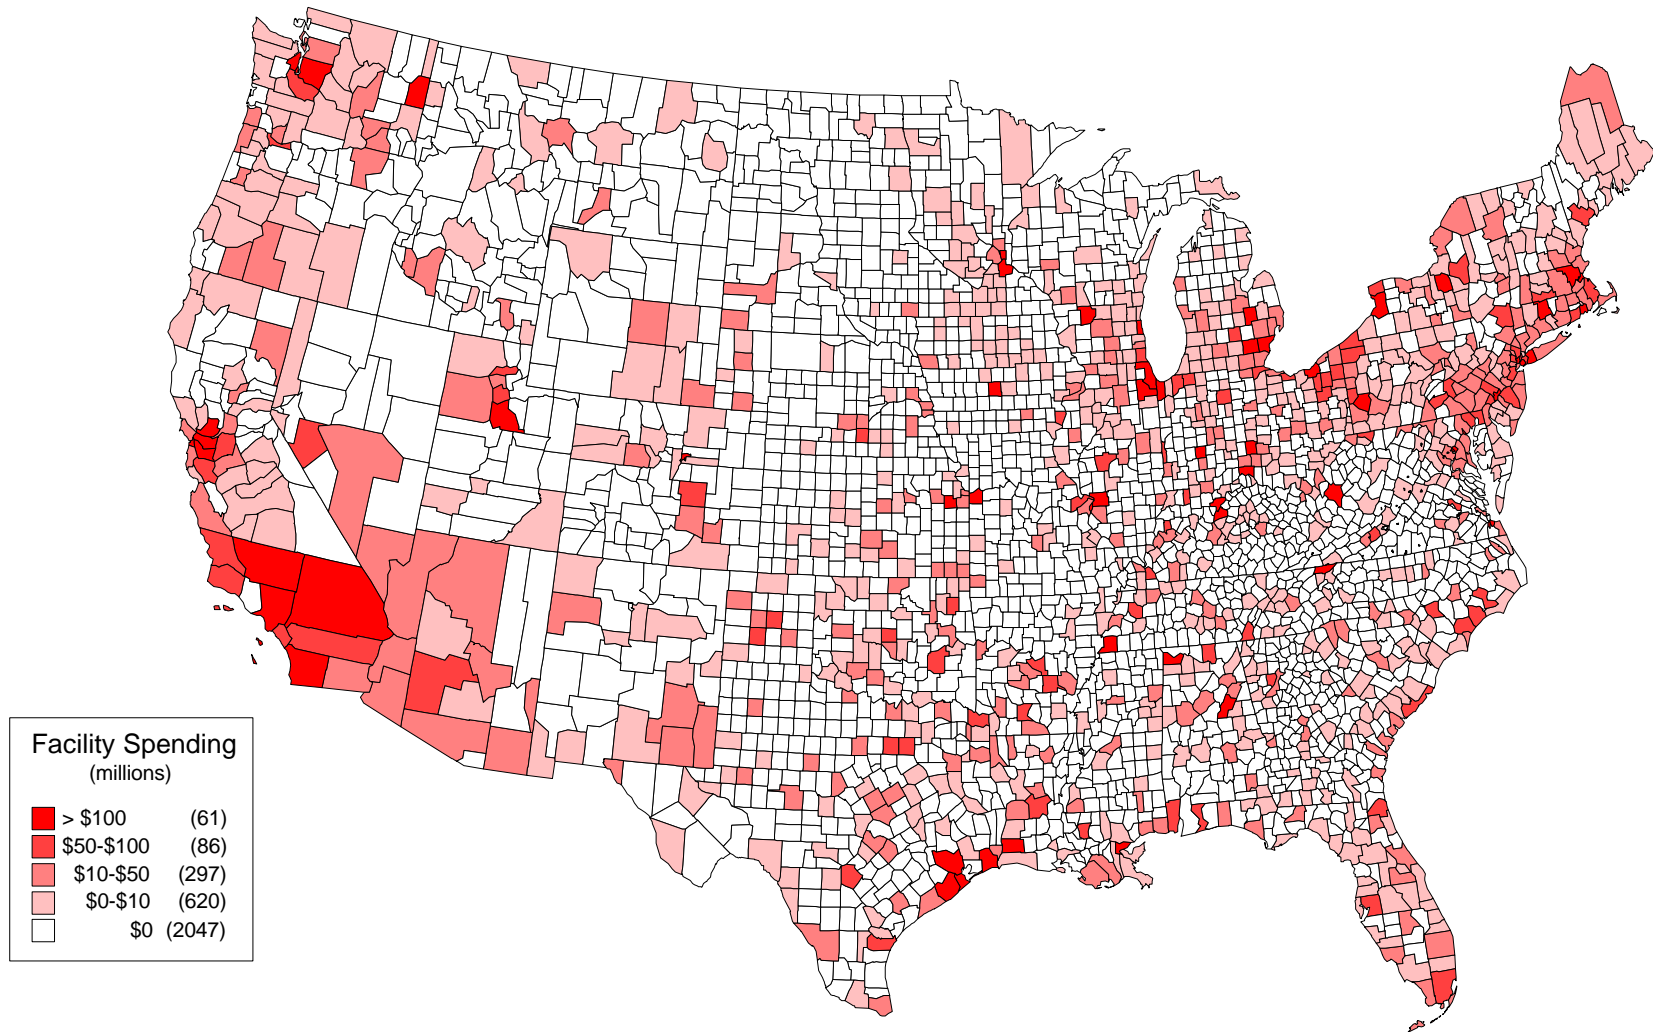 Facility Spending
(millions)
> $100 (61)
$50-$100 (86)
$10-$50 (297)
$0-$10 (620)
$0 (2047)